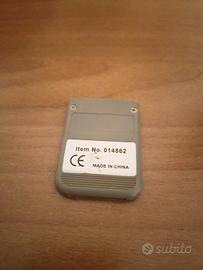 Item No. 014862
CE
MADE IN CHINA
subito